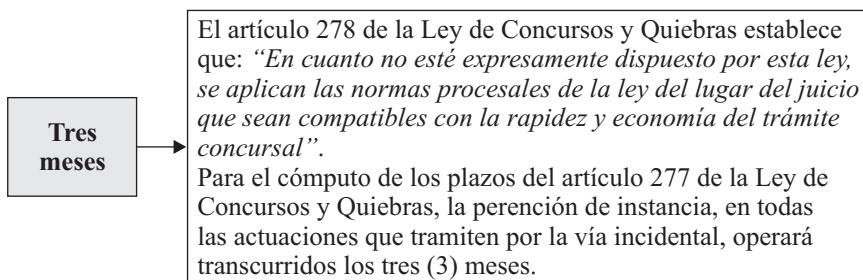 Tres
meses
El artículo 278 de la Ley de Concursos y Quiebras establece
que: “En cuanto no esté expresamente dispuesto por esta ley,
se aplican las normas procesales de la ley del lugar del juicio
que sean compatibles con la rapidez y economía del trámite
concursal”.
Para el cómputo de los plazos del artículo 277 de la Ley de
Concursos y Quiebras, la perención de instancia, en todas
las actuaciones que tramiten por la vía incidental, operará
transcurridos los tres (3) meses.